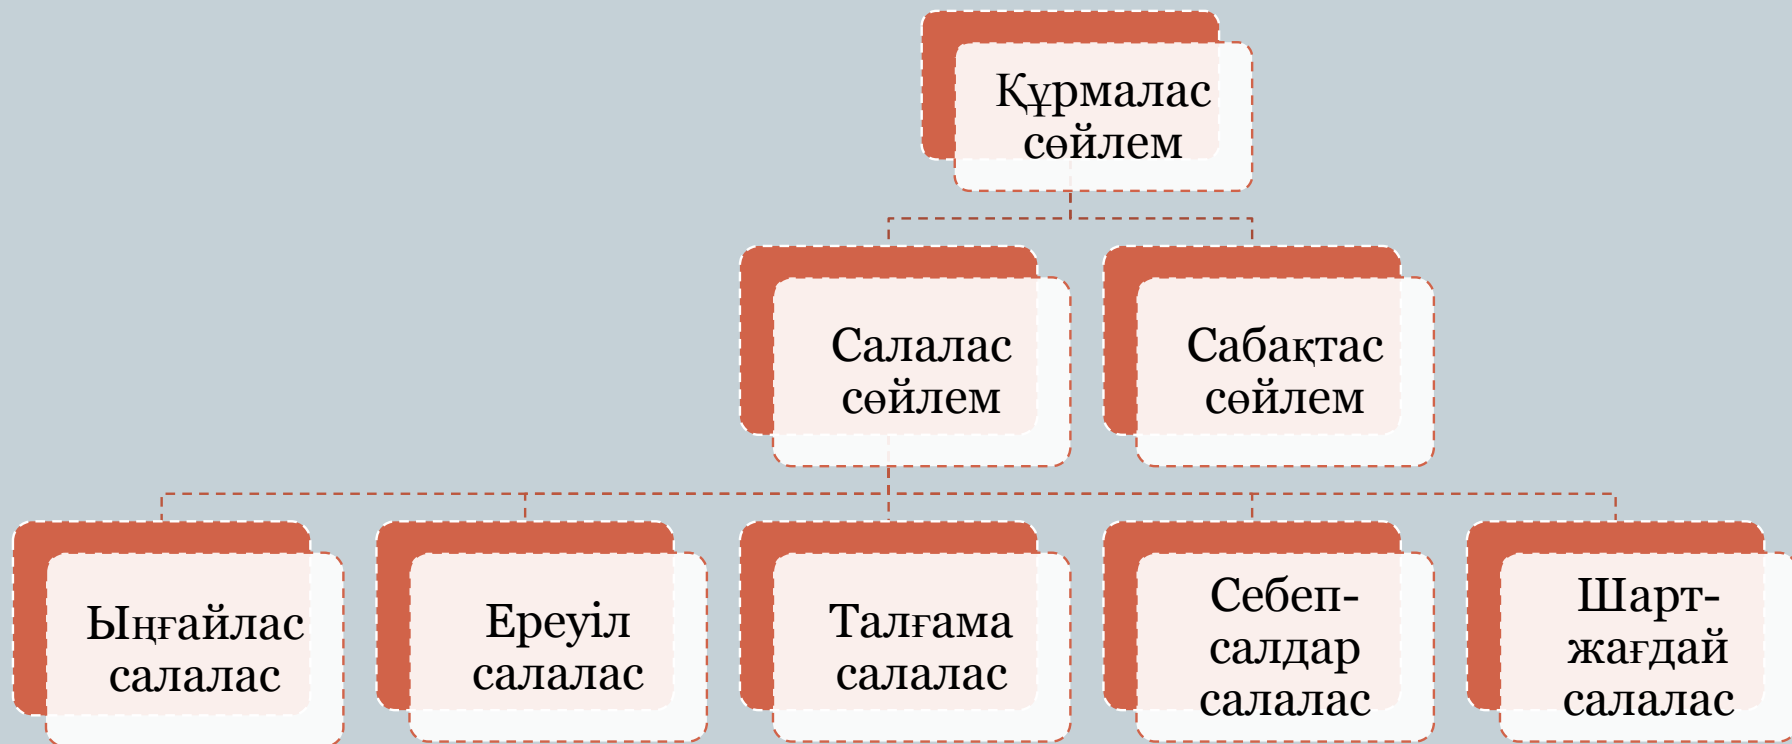 Құрмалас
сөйлем
Салалас
сөйлем
Сабақтас
сөйлем
Ыңғайлас
салалас
Ереуіл
салалас
Талғама
салалас
Себеп-
салдар
салалас
Шарт-
жағдай
салалас